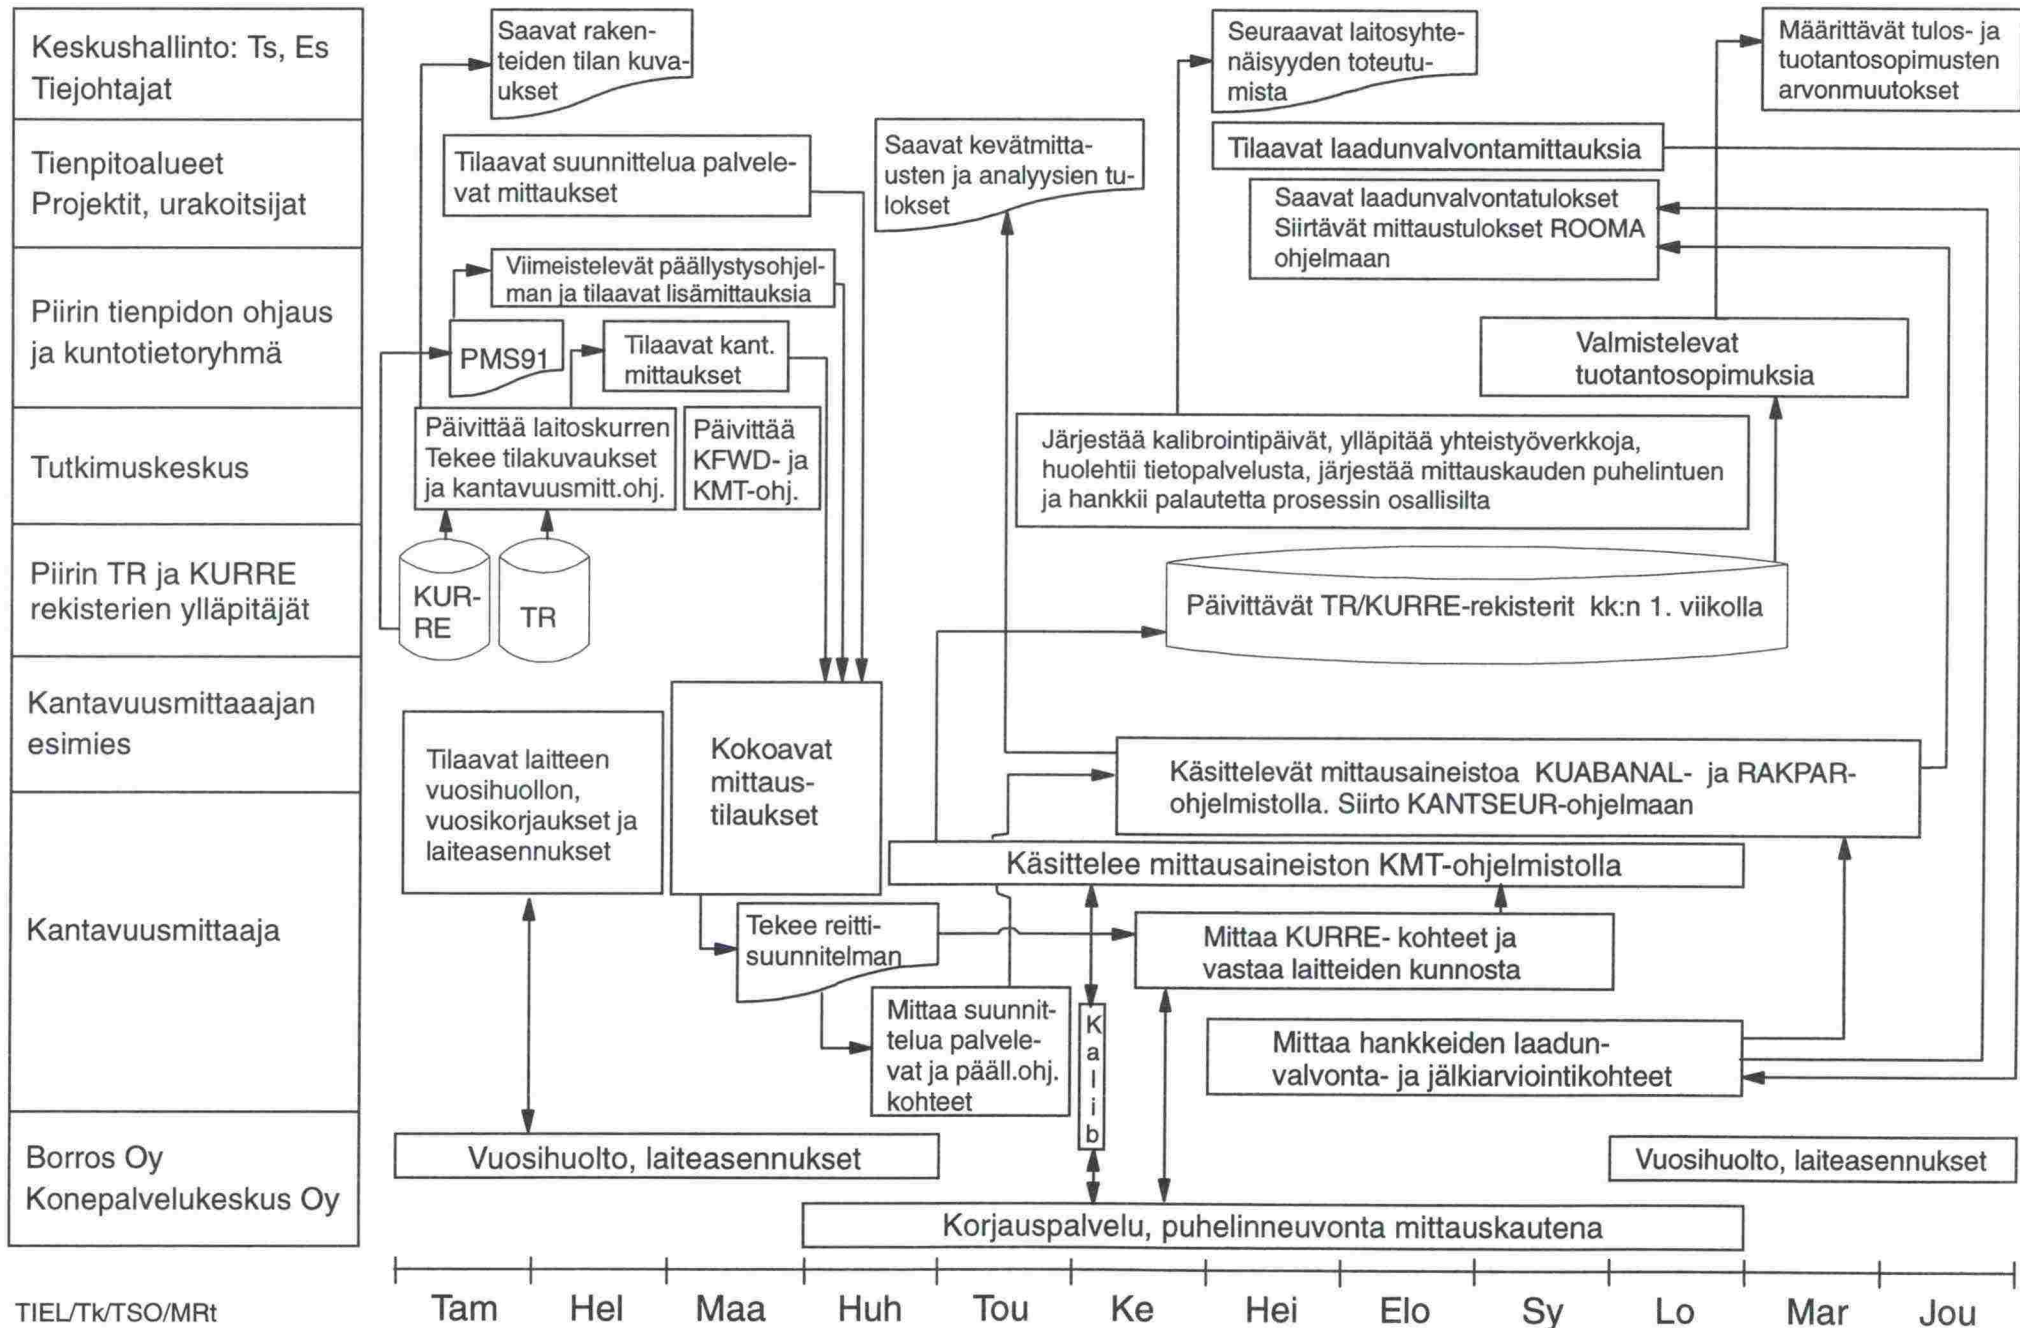 Keskushallinto: Ts, Es
Tiejohtajat
Saavat raken-
teiden tilan kuva-
ukset
Seuraavat laitosyhte-
näisyyden toteutu-
mista
Määrittävät tulos- ja
tuotantosopimusten
arvonmuutokset
Tienpitoalueet
Projektit, urakoitsijat
Tilaavat suunnittelua palvele-
vat mittaukset
Saavat kevätmitta-
usten ja analyysien tu-
lokset
Tilaavat laadunvalvontamittauksia
Saavat laadunvalvontatulokset
Siirtävät mittaustulokset ROOMA
ohjelmaan
Piirin tienpidon ohjaus
ja kuntotietoryhmä
Viimeistelevät päällystysohjel-
man ja tilaavat lisämittauksia
PMS91
Tilaavat kant.
mittaukset
Valmistelevat
tuotantosopimuksia
Tutkimuskeskus
Päivittää laitoskurren
Tekee tilakuvaukset
ja kantavuusmitt.ohj.
Päivittää
KFWD- ja
KMT-ohj.
Järjestää kalibrointipäivät, ylläpitää yhteistyöverkkoja,
huolehtii tietopalvelusta, järjestää mittauskauden puhelintuen
ja hankkii palautetta prosessin osallisilta
Piirin TR ja KURRE
rekisterien ylläpitäjät
KUR-
RE
TR
Päivittävät TR/KURRE-rekisterit kk:n 1. viikolla
Kantavuusmittaaajan
esimies
Tilaavat laitteen
vuosihuollon,
vuosikorjaukset ja
laiteasennukset
Kokoavat
mittaus-
tilaukset
Käsittelevät mittausaineistoa KUABANAL- ja RAKPAR-
ohjelmistolla. Siirto KANTSEUR-ohjelmaan
Kantavuusmittaaja
Käsittelee mittausaineiston KMT-ohjelmistolla
Tekee reitti-
suunnitelman
Mittaa KURRE- kohteet ja
vastaa laitteiden kunnosta
Mittaa suunnit-
telua palvele-
vat ja pääll.ohj.
kohteet
K
a
l
i
b
Mittaa hankkeiden laadun-
valvonta- ja jälkiarviointikohteet
Borros Oy
Konepalvelukeskus Oy
Vuosihuolto, laiteasennukset
Vuosihuolto, laiteasennukset
Korjauspalvelu, puhelinneuvonta mittauskautena
TIEL/Tk/TSO/MRt
Tam Hel Maa Huh Tou Ke Hei Elo Sy Lo Mar Jou